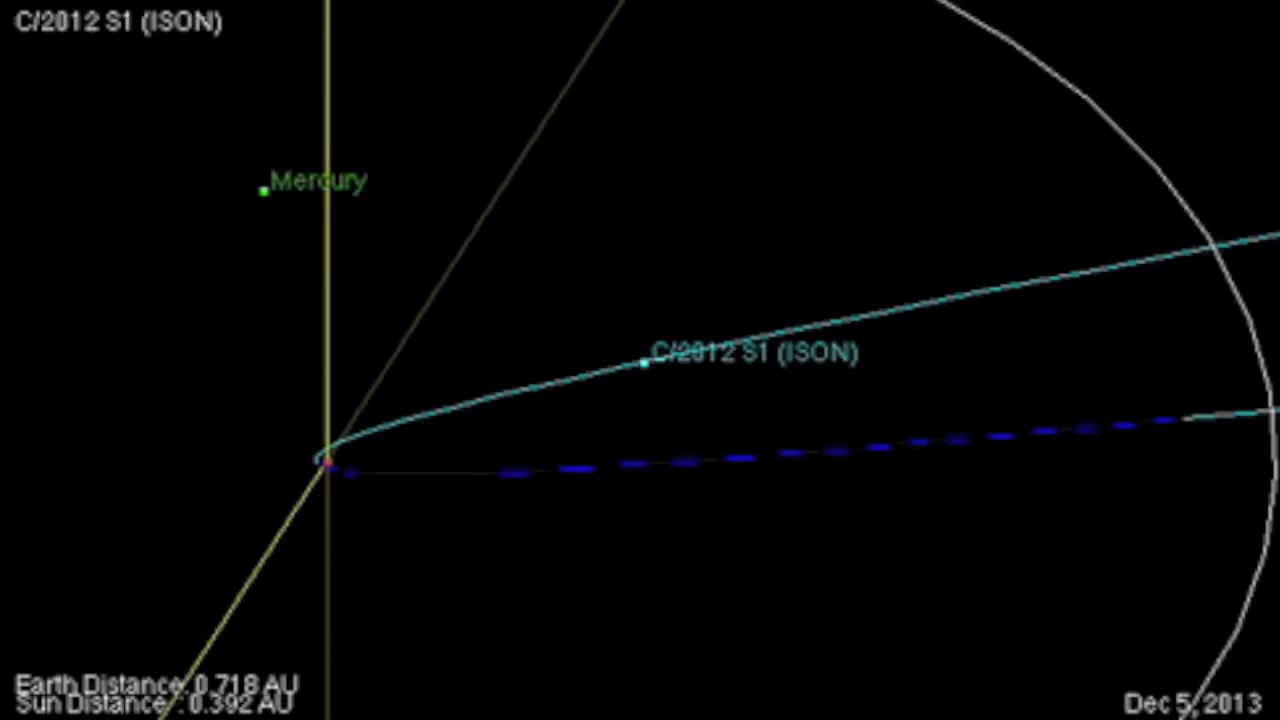 C/2012 S1 (ISON)
Mercury
C/2012 S1 (ISON)
Earth Distance: 0.718 AU
Sun Distance : 0.392 AU
Dec 5, 2013